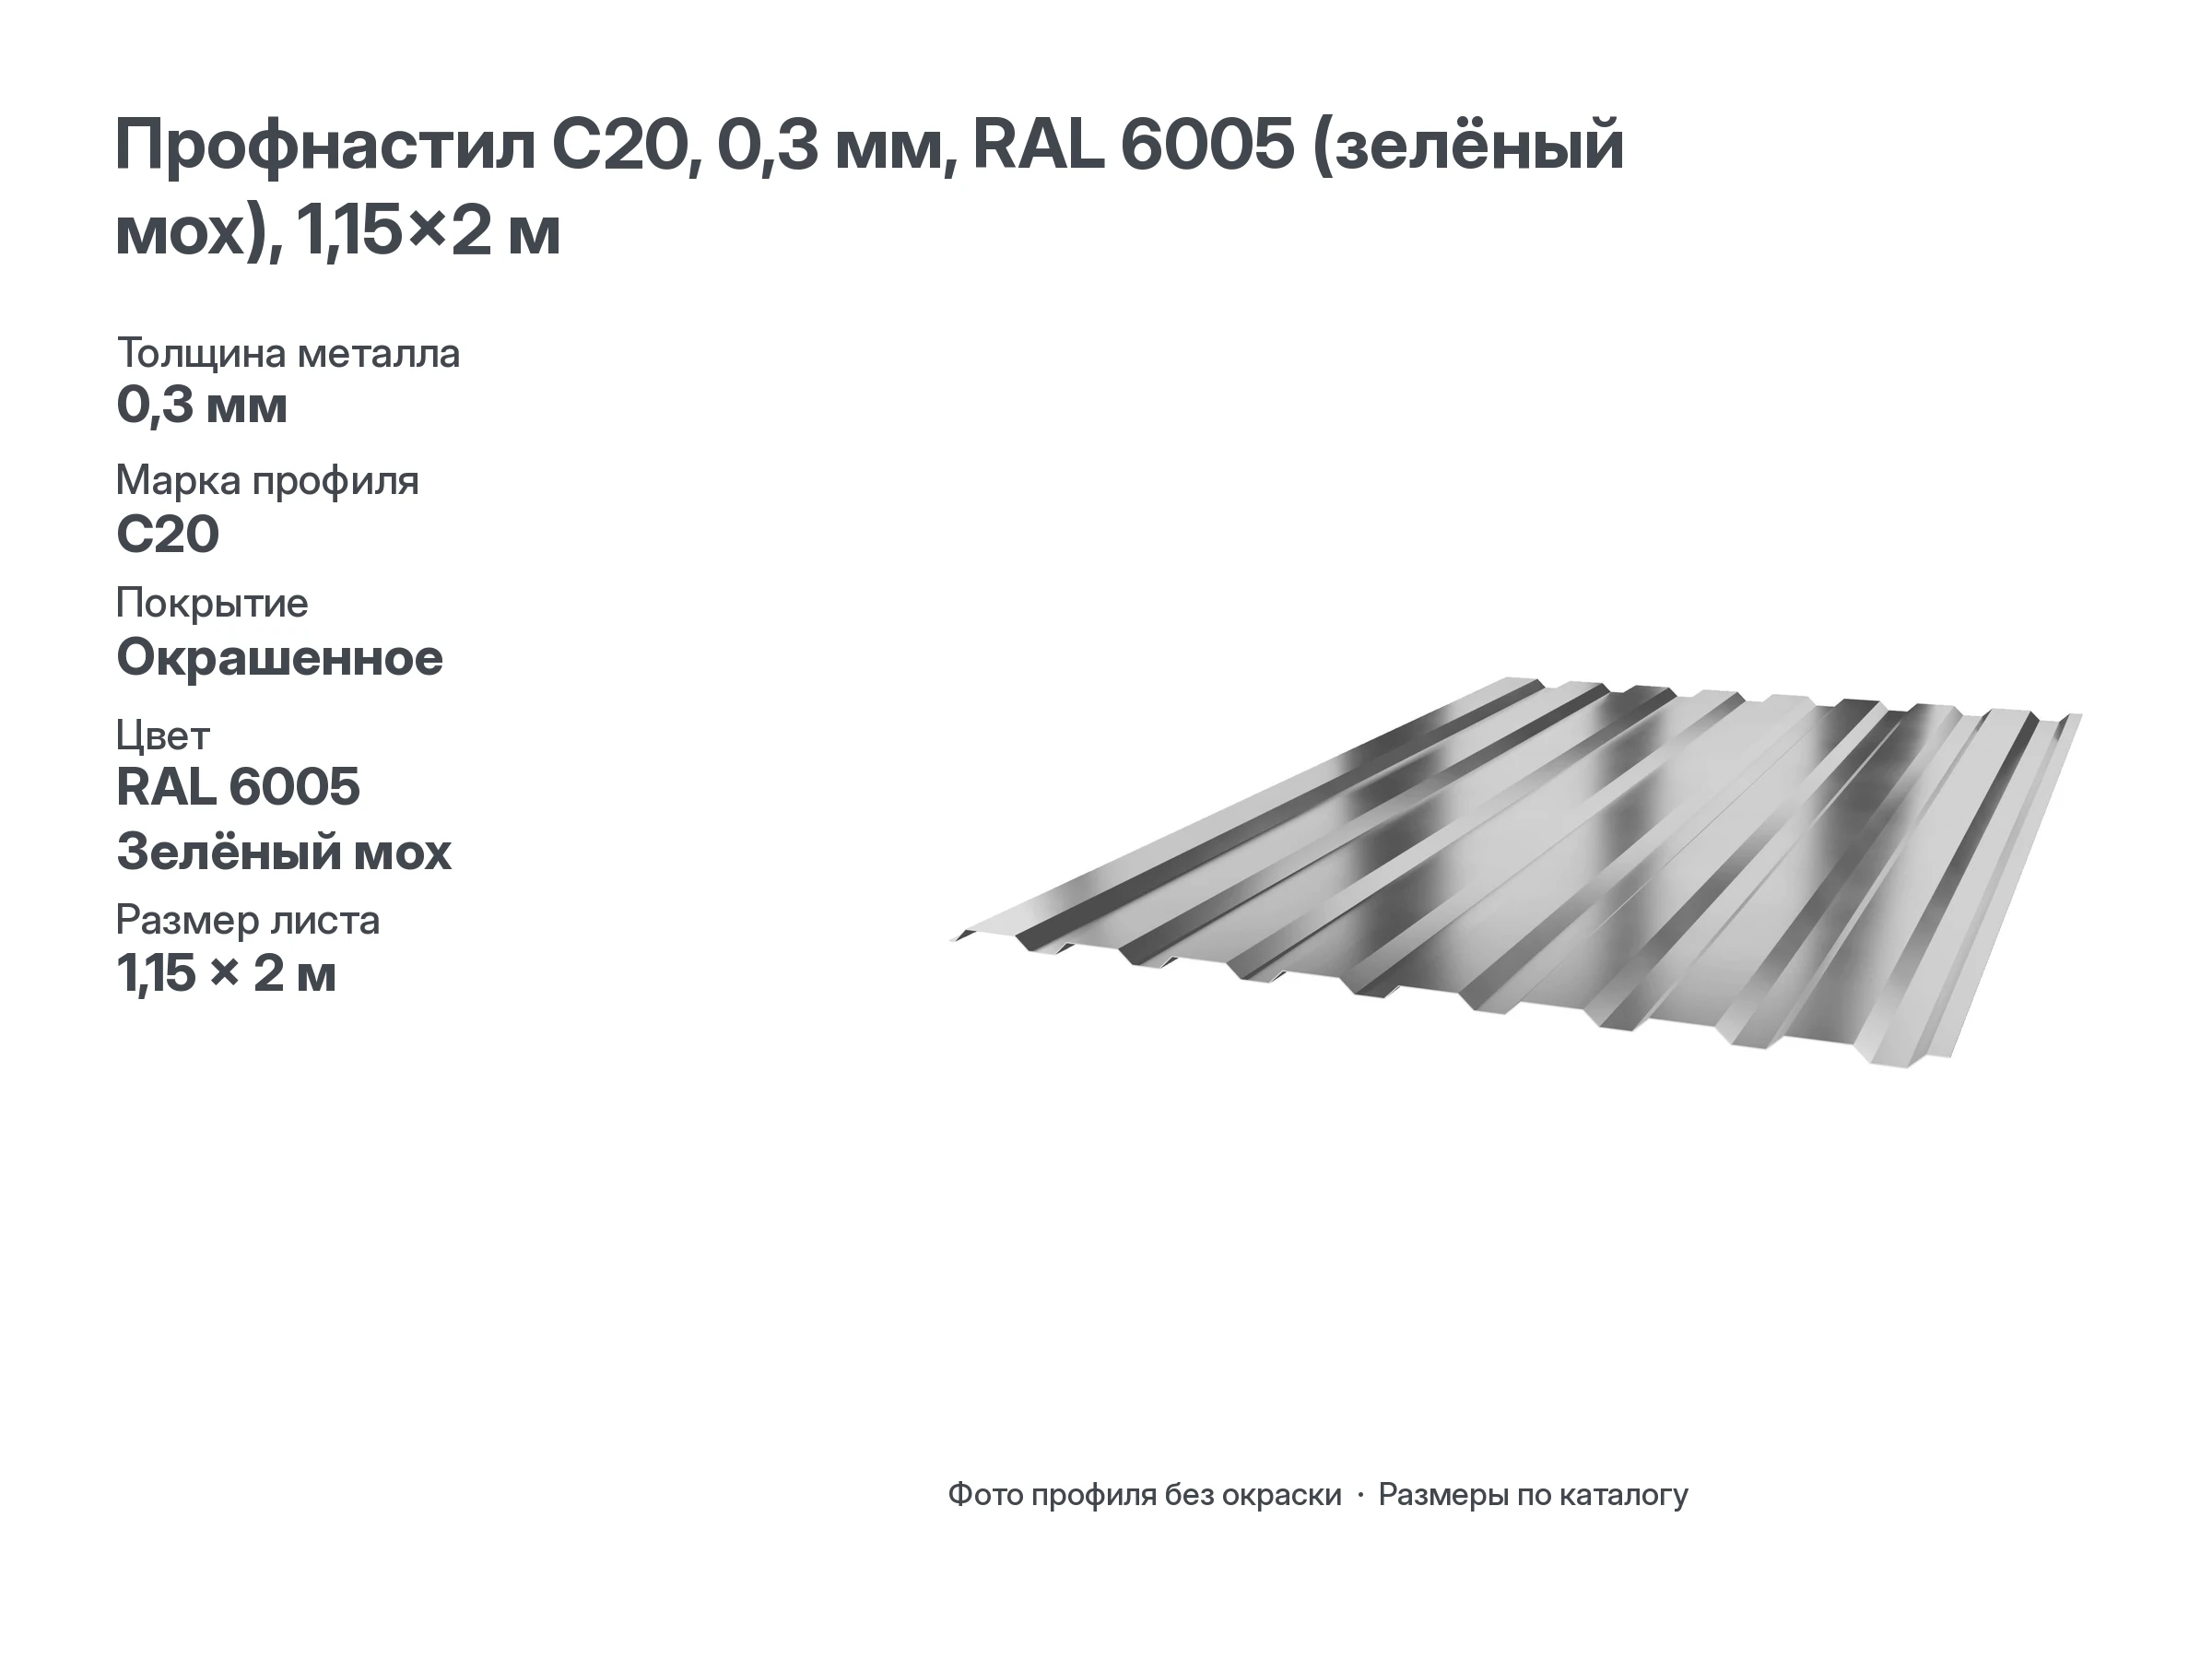 Профнастил С20, 0,3 мм, RAL 6005 (зелёный
мох), 1,15×2 м
Толщина металла
0,3 мм
Марка профиля
С20
Покрытие
Окрашенное
Цвет
RAL 6005
Зелёный мох
Размер листа
1,15 × 2 м
Фото профиля без окраски · Размеры по каталогу